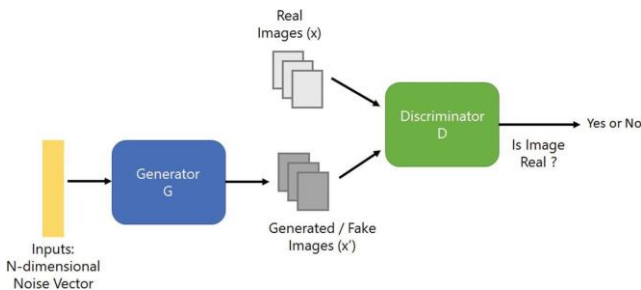 Real
Images (x)
Discriminator
D
Yes or No
Is Image
Real ?
Generator
G
Generated / Fake
Images (x')
Inputs:
N-dimensional
Noise Vector